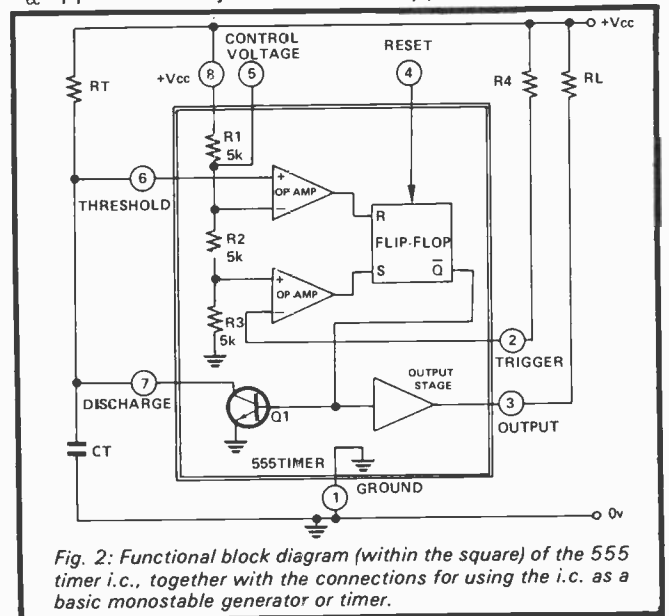 +Vcc
CONTROL
VOLTAGE
RESET
RT
+Vcc
8
5
4
R4
RL
R1
5k
6
THRESHOLD
+
OP AMP
−
R
FLIP-FLOP
R2
5k
S
Q̅
+
OP AMP
−
R3
5k
2
TRIGGER
7
DISCHARGE
OUTPUT
STAGE
3
Q1
OUTPUT
CT
555TIMER
GROUND
1
0v
Fig. 2: Functional block diagram (within the square) of the 555
timer i.c., together with the connections for using the i.c. as a
basic monostable generator or timer.